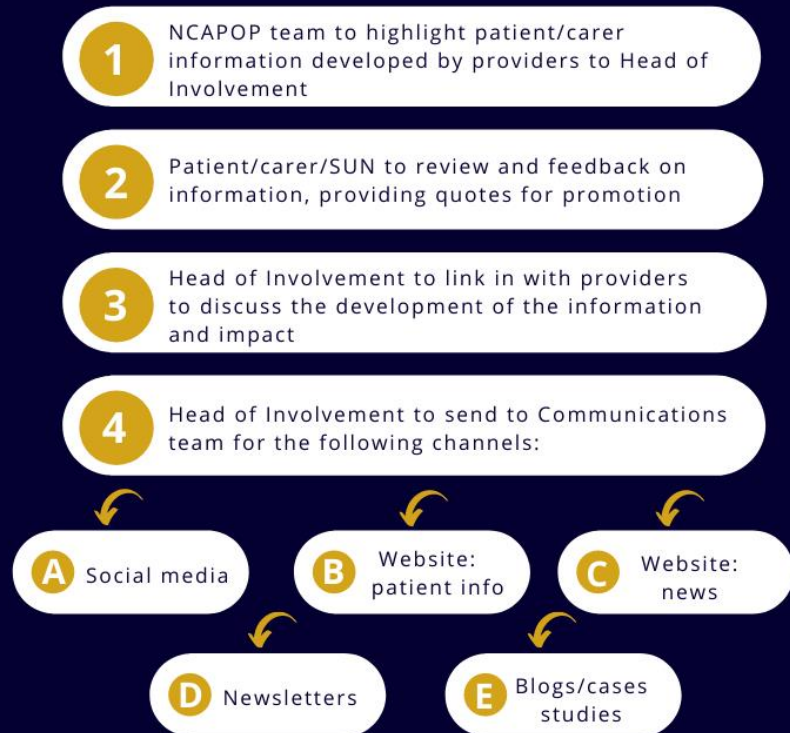 1
NCAPOP team to highlight patient/carer
information developed by providers to Head of
Involvement
2
Patient/carer/SUN to review and feedback on
information, providing quotes for promotion
3
Head of Involvement to link in with providers
to discuss the development of the information
and impact
4
Head of Involvement to send to Communications
team for the following channels:
A
Social media
B
Website:
patient info
C
Website:
news
D
Newsletters
E
Blogs/cases
studies